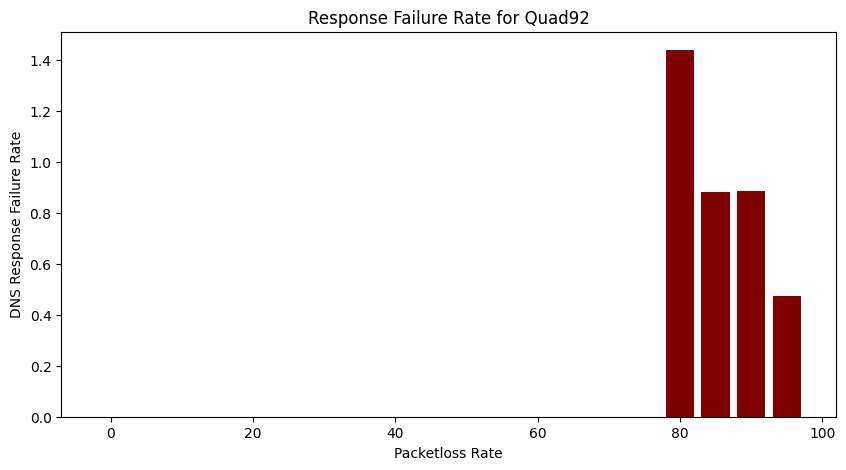 Response Failure Rate for Quad92
DNS Response Failure Rate
1.4
1.2
1.0
0.8
0.6
0.4
0.2
0.0
0 20 40 60 80 100
Packetloss Rate